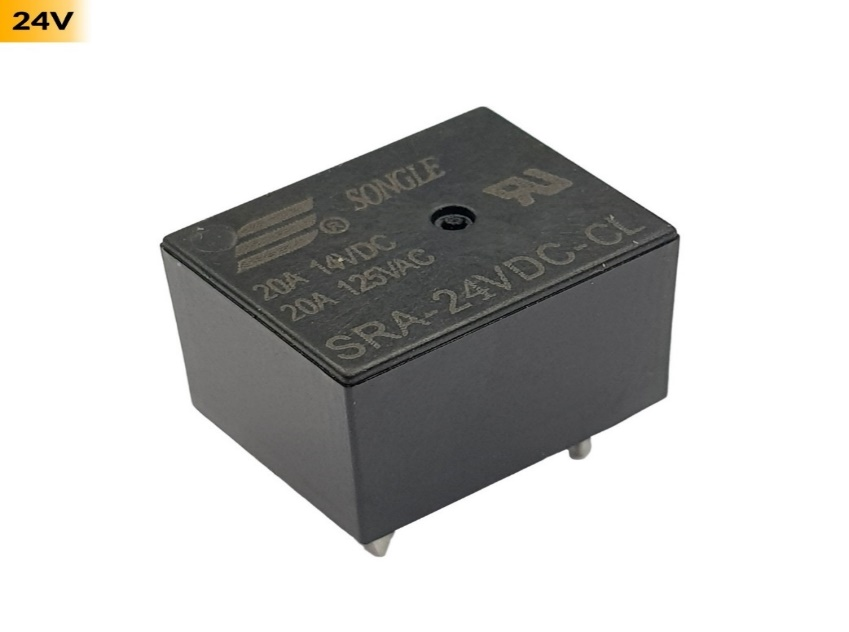 24V
SONGLE
®
20A 14VDC
20A 125VAC
SRA-24VDC-CL